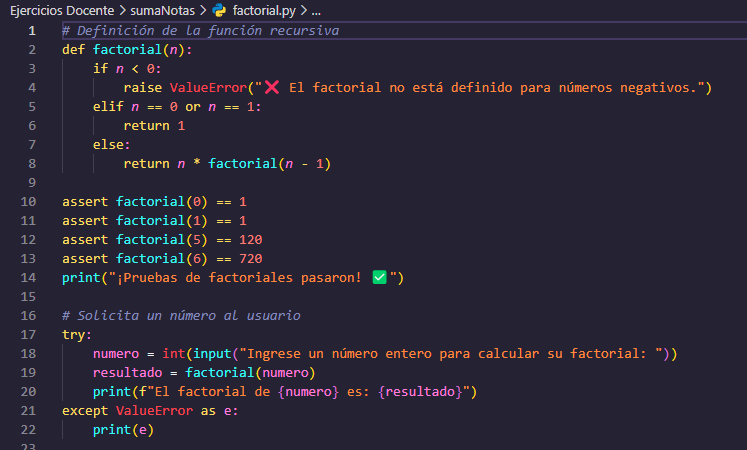 Ejercicios Docente > sumaNotas > factorial.py > ...
1 # Definición de la función recursiva
2 def factorial(n):
3     if n < 0:
4         raise ValueError("❌ El factorial no está definido para números negativos.")
5     elif n == 0 or n == 1:
6         return 1
7     else:
8         return n * factorial(n - 1)
9
10 assert factorial(0) == 1
11 assert factorial(1) == 1
12 assert factorial(5) == 120
13 assert factorial(6) == 720
14 print("¡Pruebas de factoriales pasaron! ✅")
15
16 # Solicita un número al usuario
17 try:
18     numero = int(input("Ingrese un número entero para calcular su factorial: "))
19     resultado = factorial(numero)
20     print(f"El factorial de {numero} es: {resultado}")
21 except ValueError as e:
22     print(e)
23